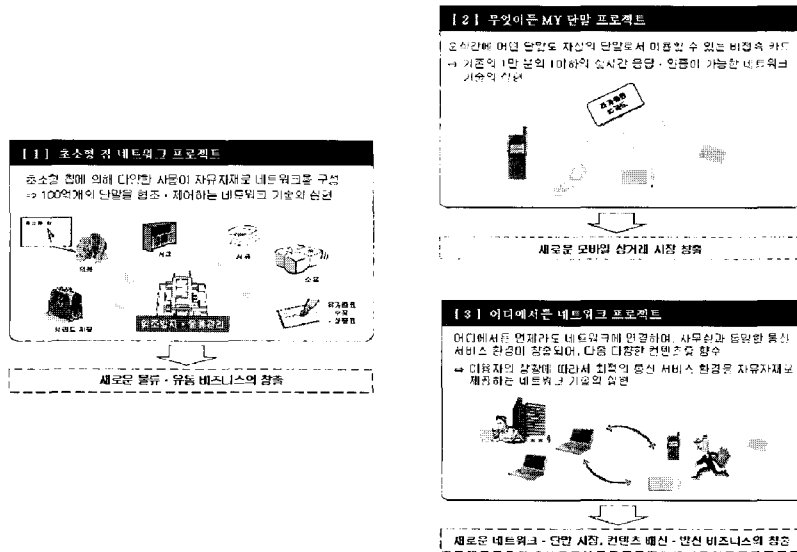 [1] 초소형 칩 네트워크 프로젝트
초소형 칩에 의해 다양한 사물이 자유자재로 네트워크를 구성
⇒ 100억개의 단말을 협조・제어하는 네트워크 기술의 실현
의류
서류
식료
소포
새로운 물류・유통 비즈니스의 창출
[2] 무엇이든 MY 단말 프로젝트
순식간에 어떤 단말도 자신의 단말로서 이용할 수 있는 비접촉 카드
⇒ 기존의 1만 분의 1이하의 실시간 응답・인증이 가능한 네트워크
기술의 실현
새로운 모바일 상거래 시장 창출
[3] 어디에서든 네트워크 프로젝트
어디에서든 언제라도 네트워크에 연결하여, 사무실과 동일한 통신
서비스 환경이 창출되어, 다종 다양한 컨텐츠를 향수
⇒ 이용자의 상황에 따라서 최적의 통신 서비스 환경을 자유자재로
제공하는 네트워크 기술의 실현
새로운 네트워크・단말 시장, 컨텐츠 배신・발신 비즈니스의 창출